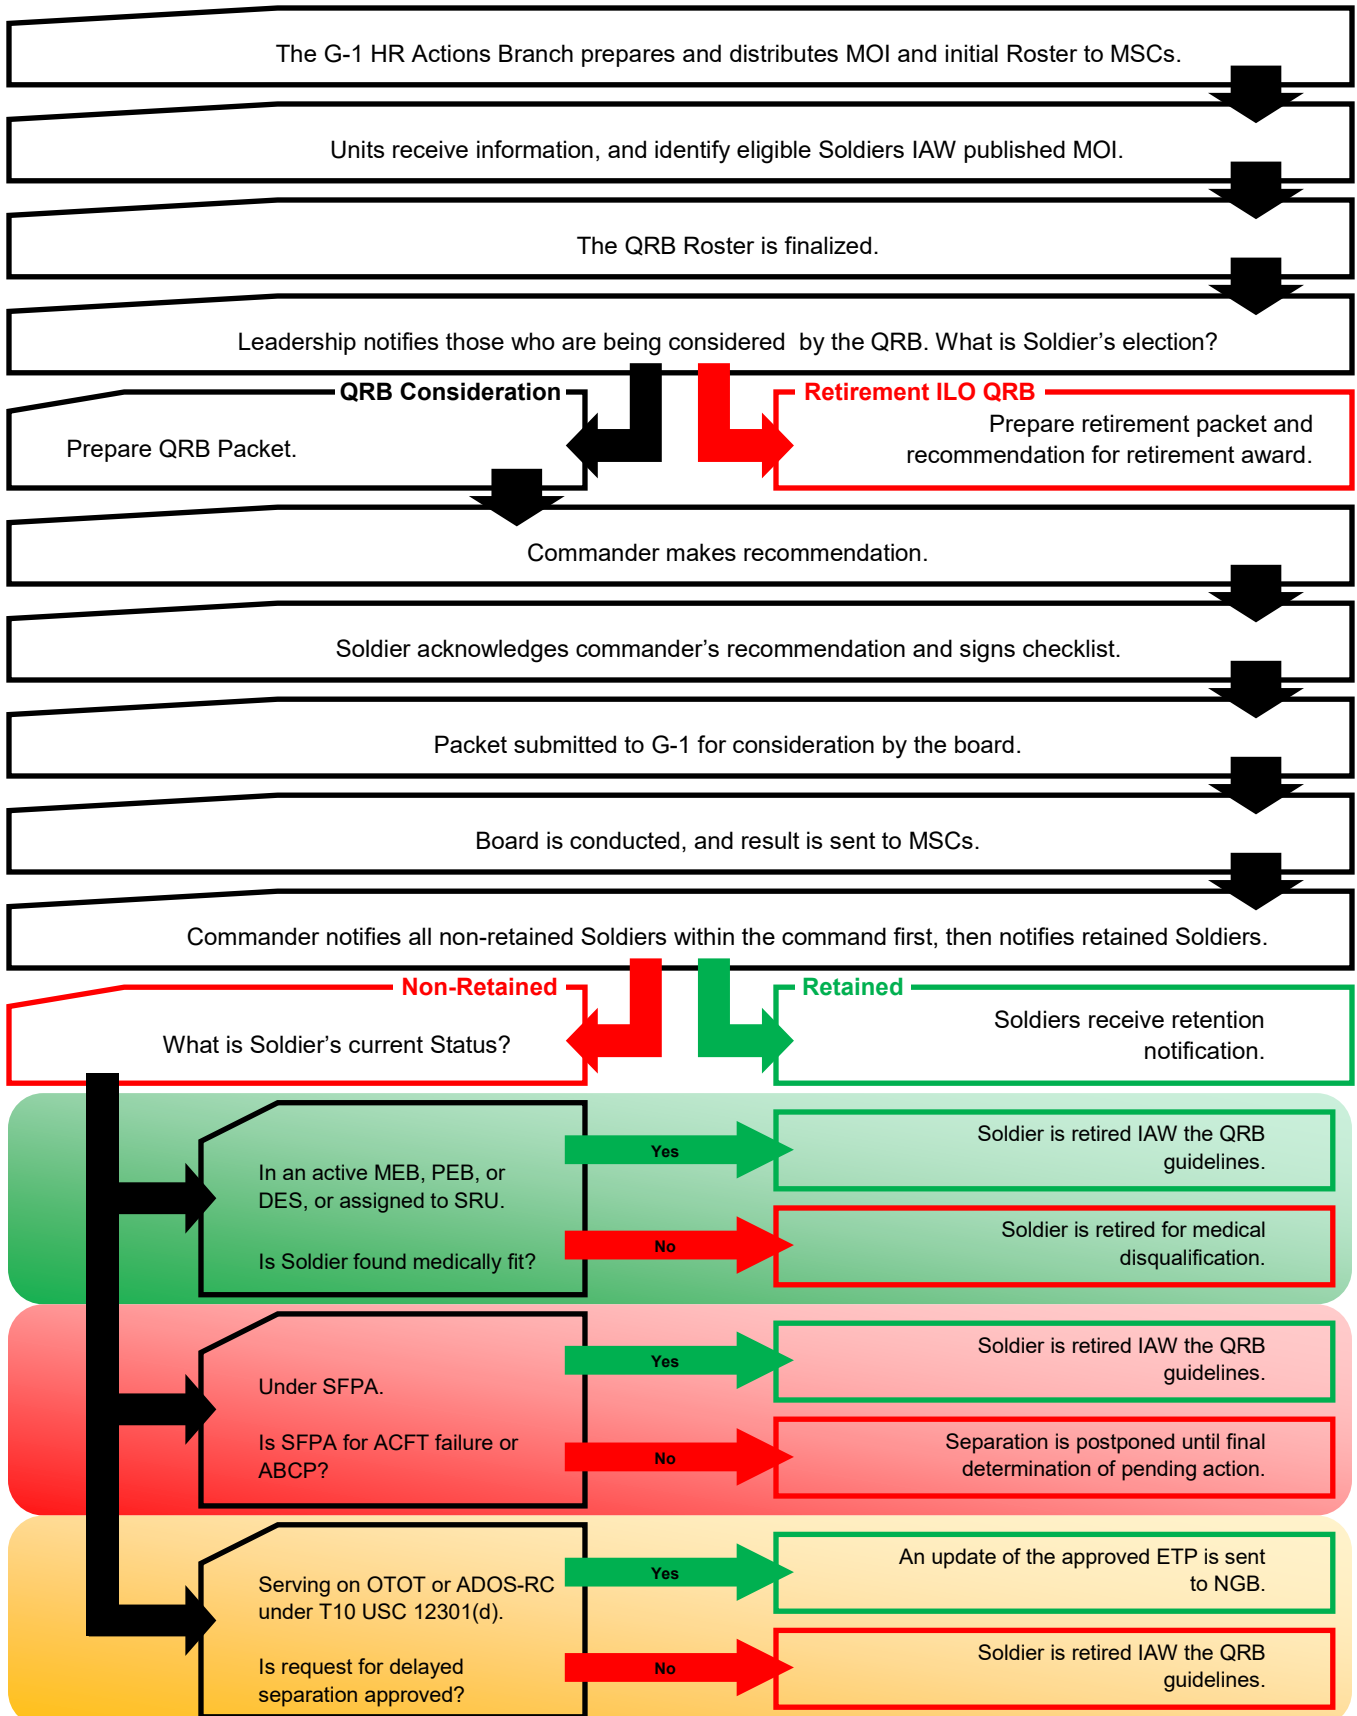 The G-1 HR Actions Branch prepares and distributes MOI and initial Roster to MSCs.
Units receive information, and identify eligible Soldiers IAW published MOI.
The QRB Roster is finalized.
Leadership notifies those who are being considered by the QRB. What is Soldier’s election?
QRB Consideration
Prepare QRB Packet.
Retirement ILO QRB
Prepare retirement packet and
recommendation for retirement award.
Commander makes recommendation.
Soldier acknowledges commander’s recommendation and signs checklist.
Packet submitted to G-1 for consideration by the board.
Board is conducted, and result is sent to MSCs.
Commander notifies all non-retained Soldiers within the command first, then notifies retained Soldiers.
Non-Retained
What is Soldier’s current Status?
Retained
Soldiers receive retention
notification.
In an active MEB, PEB, or
DES, or assigned to SRU.
Is Soldier found medically fit?
Yes
Soldier is retired IAW the QRB
guidelines.
No
Soldier is retired for medical
disqualification.
Under SFPA.
Is SFPA for ACFT failure or
ABCP?
Yes
Soldier is retired IAW the QRB
guidelines.
No
Separation is postponed until final
determination of pending action.
Serving on OTOT or ADOS-RC
under T10 USC 12301(d).
Is request for delayed
separation approved?
Yes
An update of the approved ETP is sent
to NGB.
No
Soldier is retired IAW the QRB
guidelines.